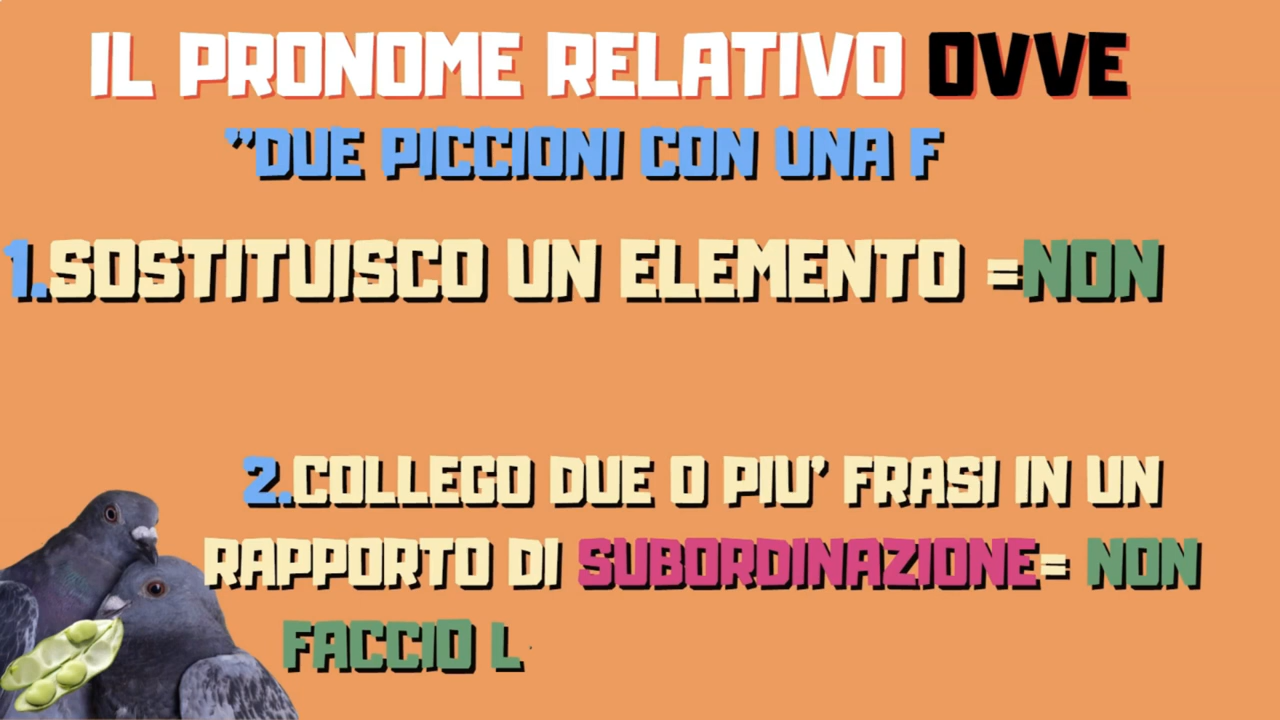 IL PRONOME RELATIVO OVVE
"DUE PICCIONI CON UNA F
1.SOSTITUISCO UN ELEMENTO =NON
2.COLLEGO DUE O PIU' FRASI IN UN
RAPPORTO DI SUBORDINAZIONE= NON
FACCIO L